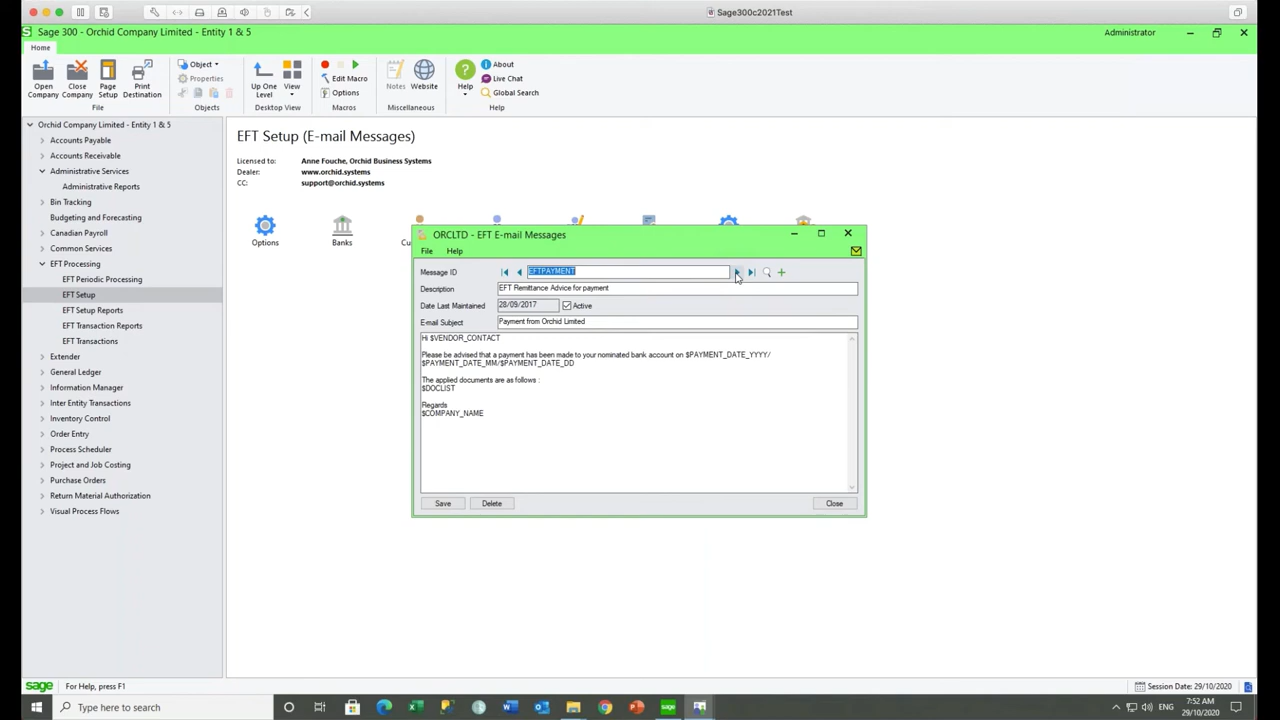 Sage300c2021Test
Sage 300 - Orchid Company Limited - Entity 1 & 5
Administrator
Home
Open Company
Close Company
Page Setup
Print Destination
File
Object
Properties
Objects
Up One Level
View
Desktop View
Edit Macro
Options
Macros
Notes
Website
Miscellaneous
Help
About
Live Chat
Global Search
Help
Orchid Company Limited - Entity 1 & 5
Accounts Payable
Accounts Receivable
Administrative Services
Administrative Reports
Bin Tracking
Budgeting and Forecasting
Canadian Payroll
Common Services
EFT Processing
EFT Periodic Processing
EFT Setup
EFT Setup Reports
EFT Transaction Reports
EFT Transactions
Extender
General Ledger
Information Manager
Inter Entity Transactions
Inventory Control
Order Entry
Process Scheduler
Project and Job Costing
Purchase Orders
Return Material Authorization
Visual Process Flows
EFT Setup (E-mail Messages)
Licensed to: Anne Fouche, Orchid Business Systems
Dealer: www.orchid.systems
CC: support@orchid.systems
Options
Banks
Cu
ORCLTD - EFT E-mail Messages
File Help
Message ID EFTPAYMENT
Description EFT Remittance Advice for payment
Date Last Maintained 28/09/2017 Active
E-mail Subject Payment from Orchid Limited
Hi $VENDOR_CONTACT
Please be advised that a payment has been made to your nominated bank account on $PAYMENT_DATE_YYYY/
$PAYMENT_DATE_MM/$PAYMENT_DATE_DD
The applied documents are as follows :
$DOCLIST
Regards
$COMPANY_NAME
Save Delete Close
sage For Help, press F1
Session Date: 29/10/2020
Type here to search
ENG
7:52 AM
29/10/2020